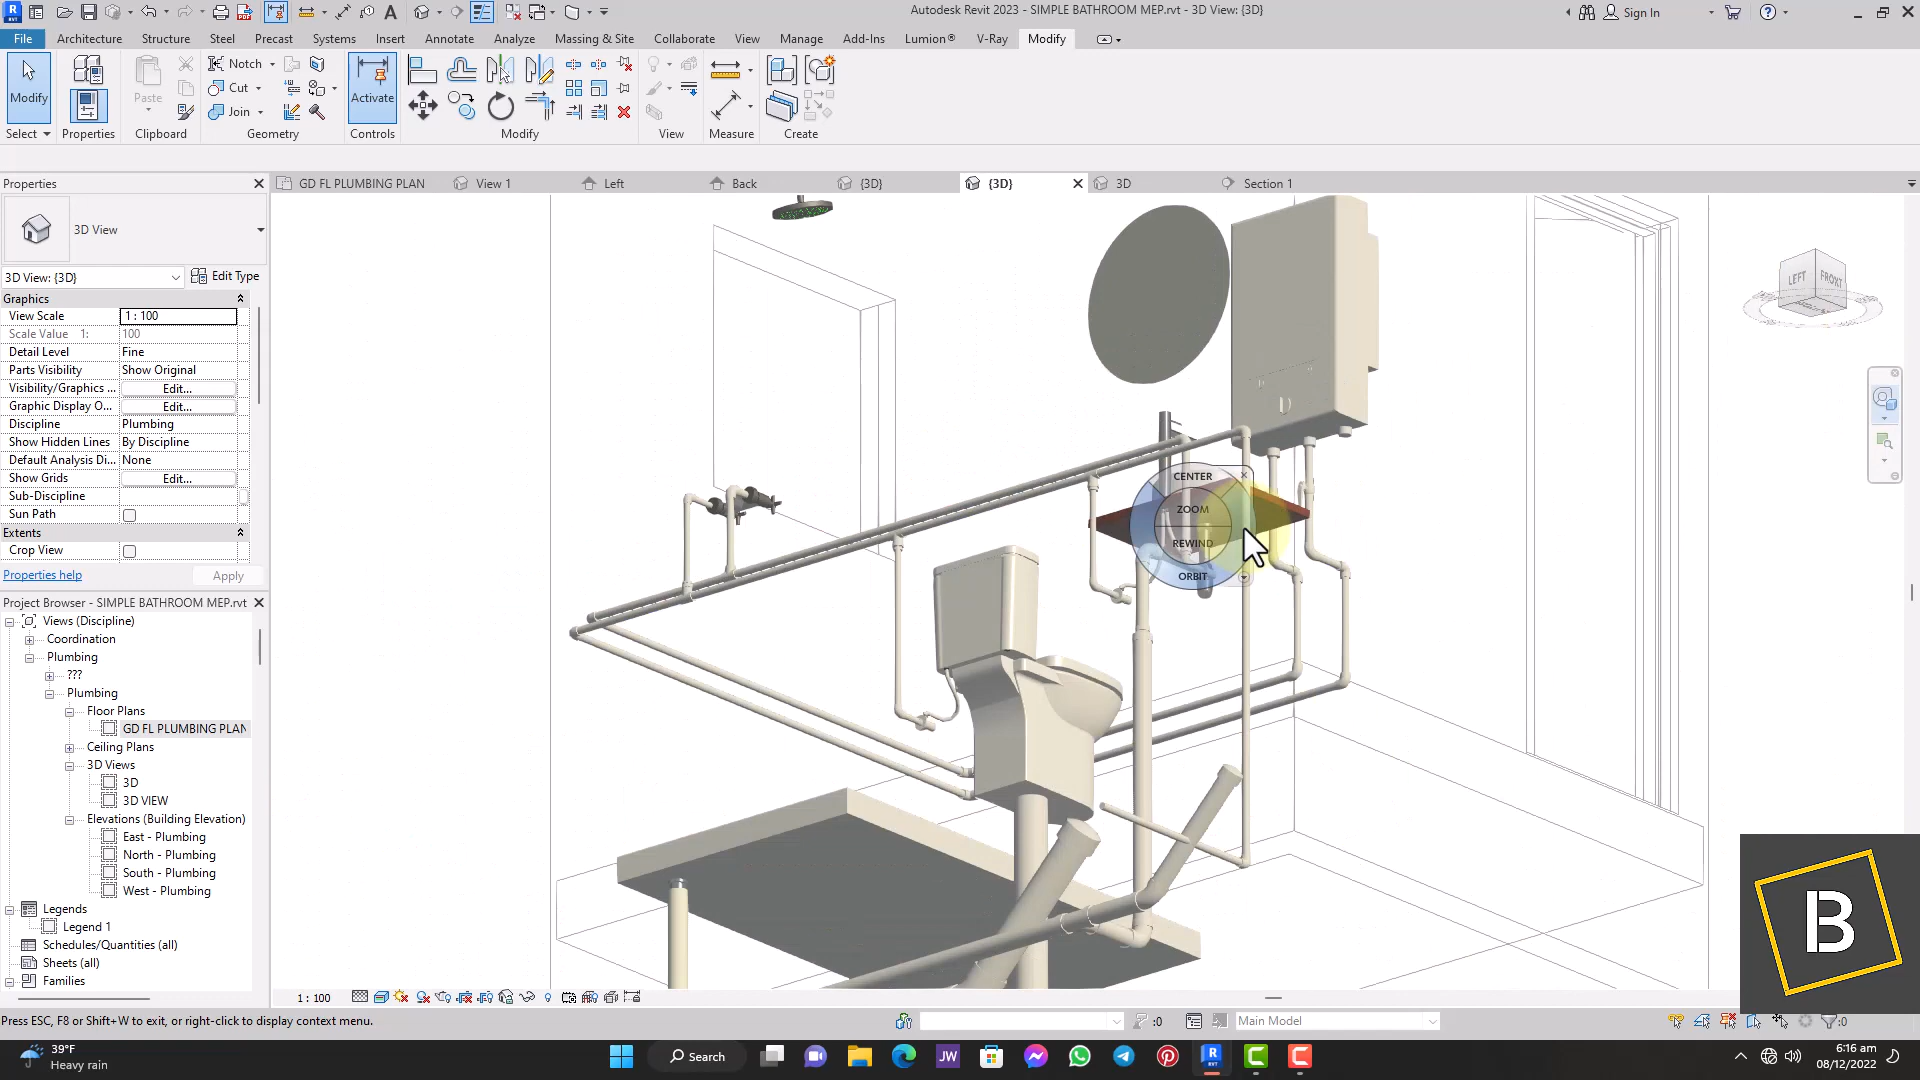 Autodesk Revit 2023 - SIMPLE BATHROOM MEP.rvt - 3D View: {3D}
Sign In
File Architecture Structure Steel Precast Systems Insert Annotate Analyze Massing & Site Collaborate View Manage Add-Ins Lumion® V-Ray Modify
Modify
Paste
Notch
Cut
Join
Activate
Select Properties Clipboard Geometry Controls Modify View Measure Create
Properties
GD FL PLUMBING PLAN View 1 Left Back {3D} {3D} 3D Section 1
3D View
3D View: {3D} Edit Type
Graphics
View Scale 1 : 100
Scale Value 1: 100
Detail Level Fine
Parts Visibility Show Original
Visibility/Graphics ... Edit...
Graphic Display O... Edit...
Discipline Plumbing
Show Hidden Lines By Discipline
Default Analysis Di... None
Show Grids Edit...
Sub-Discipline
Sun Path
Extents
Crop View
Properties help Apply
Project Browser - SIMPLE BATHROOM MEP.rvt
Views (Discipline)
Coordination
Plumbing
???
Plumbing
Floor Plans
GD FL PLUMBING PLAN
Ceiling Plans
3D Views
3D
3D VIEW
Elevations (Building Elevation)
East - Plumbing
North - Plumbing
South - Plumbing
West - Plumbing
Legends
Legend 1
Schedules/Quantities (all)
Sheets (all)
Families
LEFT FRONT
CENTER
ZOOM
REWIND
ORBIT
B
1 : 100
Press ESC, F8 or Shift+W to exit, or right-click to display context menu.
:0
Main Model
:0
39°F
Heavy rain
Search
JW
R
RVT
C
C
6:16 am
08/12/2022